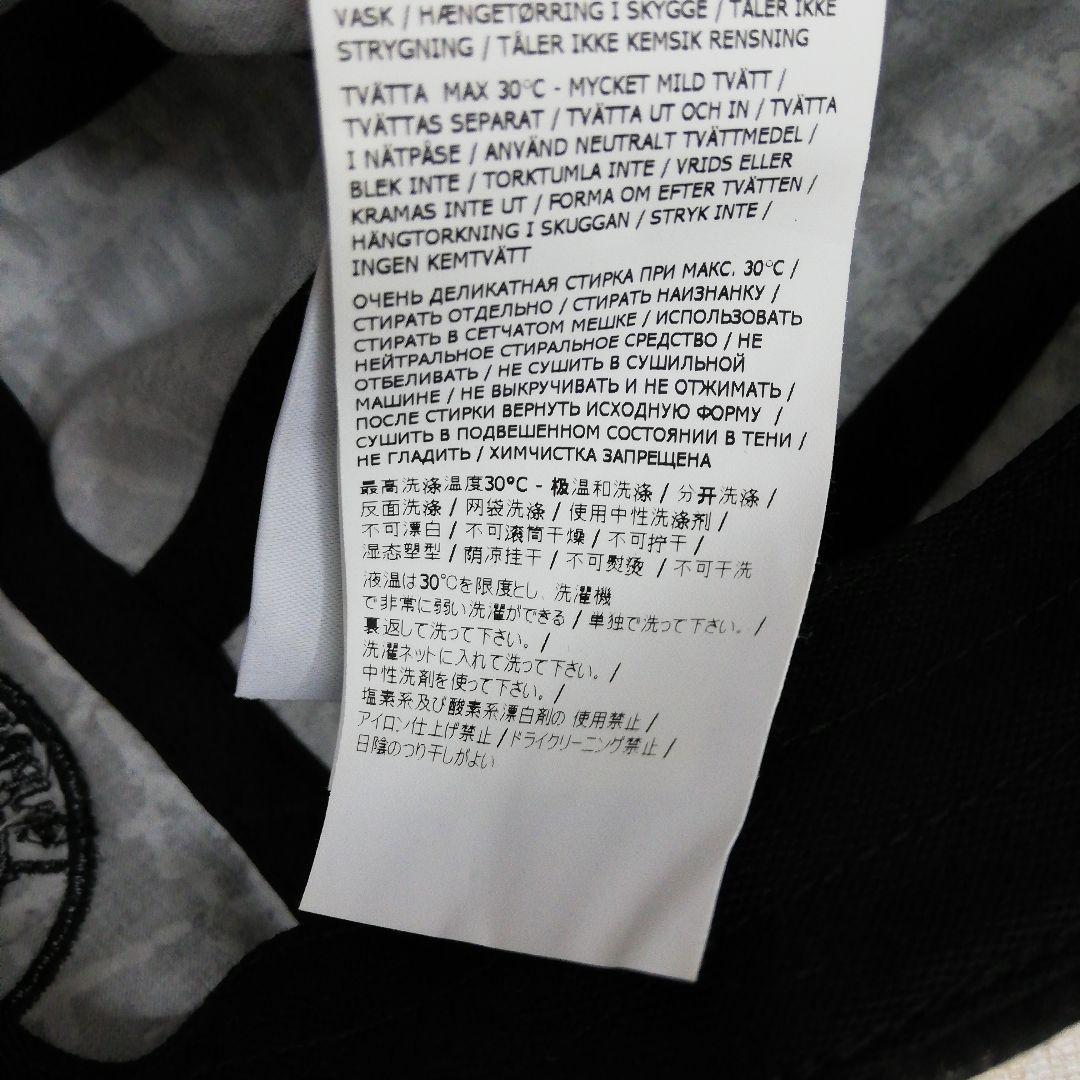 VASK / HÆNGETØRRING I SKYGGE / TÅLER IKKE
STRYGNING / TÅLER IKKE KEMSIK RENSNING
TVÄTTA MAX 30°C - MYCKET MILD TVÄTT /
TVÄTTAS SEPARAT / TVÄTTA UT OCH IN / TVÄTTA
I NÄTPÅSE / ANVÄND NEUTRALT TVÄTTMEDEL /
BLEK INTE / TORKTUMLA INTE / VRIDS ELLER
KRAMAS INTE UT / FORMA OM EFTER TVÄTTEN /
HÄNGTORKNING I SKUGGAN / STRYK INTE /
INGEN KEMTVÄTT
ОЧЕНЬ ДЕЛИКАТНАЯ СТИРКА ПРИ МАКС. 30°C /
СТИРАТЬ ОТДЕЛЬНО / СТИРАТЬ НАИЗНАНКУ /
СТИРАТЬ В СЕТЧАТОМ МЕШКЕ / ИСПОЛЬЗОВАТЬ
НЕЙТРАЛЬНОЕ СТИРАЛЬНОЕ СРЕДСТВО / НЕ
ОТБЕЛИВАТЬ / НЕ СУШИТЬ В СУШИЛЬНОЙ
МАШИНЕ / НЕ ВЫКРУЧИВАТЬ И НЕ ОТЖИМАТЬ /
ПОСЛЕ СТИРКИ ВЕРНУТЬ ИСХОДНУЮ ФОРМУ /
СУШИТЬ В ПОДВЕШЕННОМ СОСТОЯНИИ В ТЕНИ /
НЕ ГЛАДИТЬ / ХИМЧИСТКА ЗАПРЕЩЕНА
最高洗涤温度30°C - 极温和洗涤 / 分开洗涤 /
反面洗涤 / 网袋洗涤 / 使用中性洗涤剂 /
不可漂白 / 不可滚筒干燥 / 不可拧干 /
湿态塑型 / 荫凉挂干 / 不可熨烫 / 不可干洗
液温は30°Cを限度とし、洗濯機
で非常に弱い洗濯ができる / 単独で洗って下さい。 /
裏返して洗って下さい。 /
洗濯ネットに入れて洗って下さい。 /
中性洗剤を使って下さい。 /
塩素系及び酸素系漂白剤の 使用禁止 /
アイロン仕上げ禁止 / ドライクリーニング禁止 /
日陰のつり干しがよい